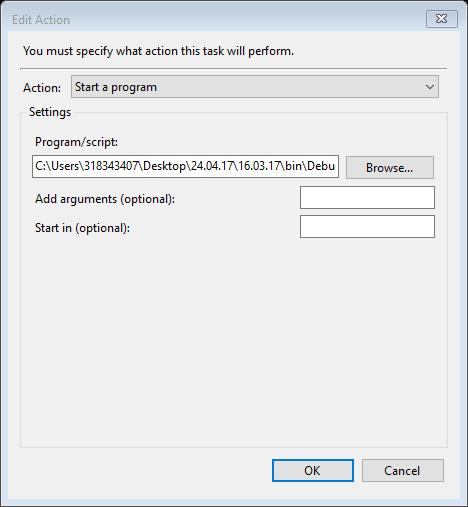 Edit Action
You must specify what action this task will perform.
Action: Start a program
Settings
Program/script:
C:\Users\318343407\Desktop\24.04.17\16.03.17\bin\Debu
Browse...
Add arguments (optional):
Start in (optional):
OK Cancel